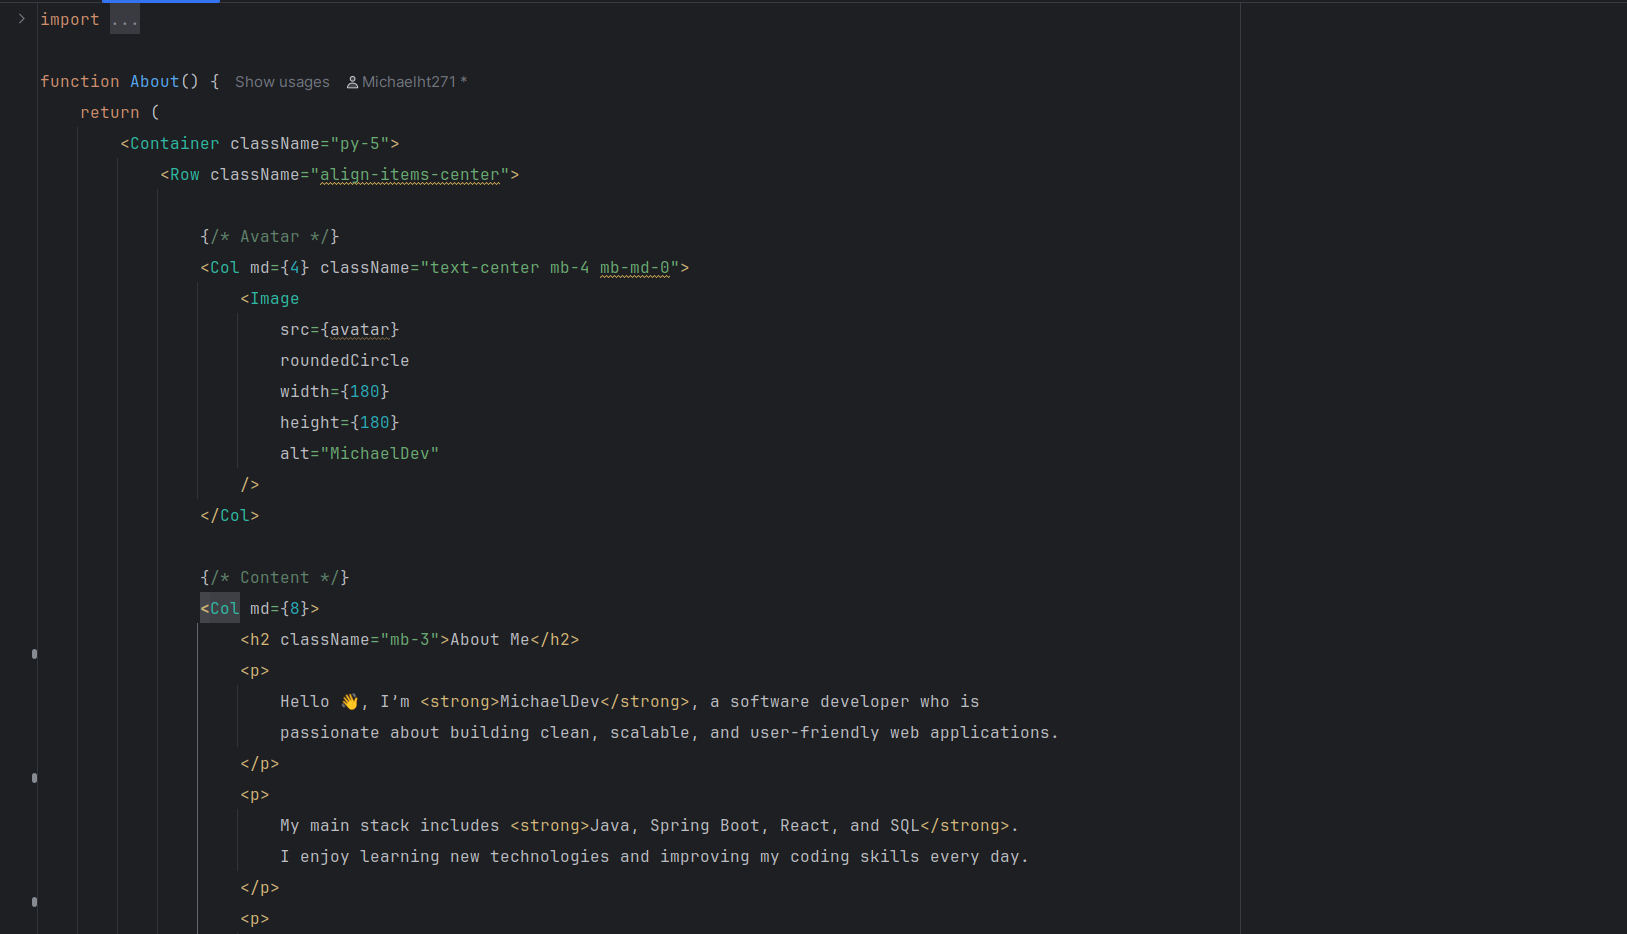 import ...
function About() { Show usages Michaelht271 *
return (
<Container className="py-5">
<Row className="align-items-center">
{/* Avatar */}
<Col md={4} className="text-center mb-4 mb-md-0">
<Image
src={avatar}
roundedCircle
width={180}
height={180}
alt="MichaelDev"
/>
</Col>
{/* Content */}
<Col md={8}>
<h2 className="mb-3">About Me</h2>
<p>
Hello 👋, I’m <strong>MichaelDev</strong>, a software developer who is
passionate about building clean, scalable, and user-friendly web applications.
</p>
<p>
My main stack includes <strong>Java, Spring Boot, React, and SQL</strong>.
I enjoy learning new technologies and improving my coding skills every day.
</p>
<p>